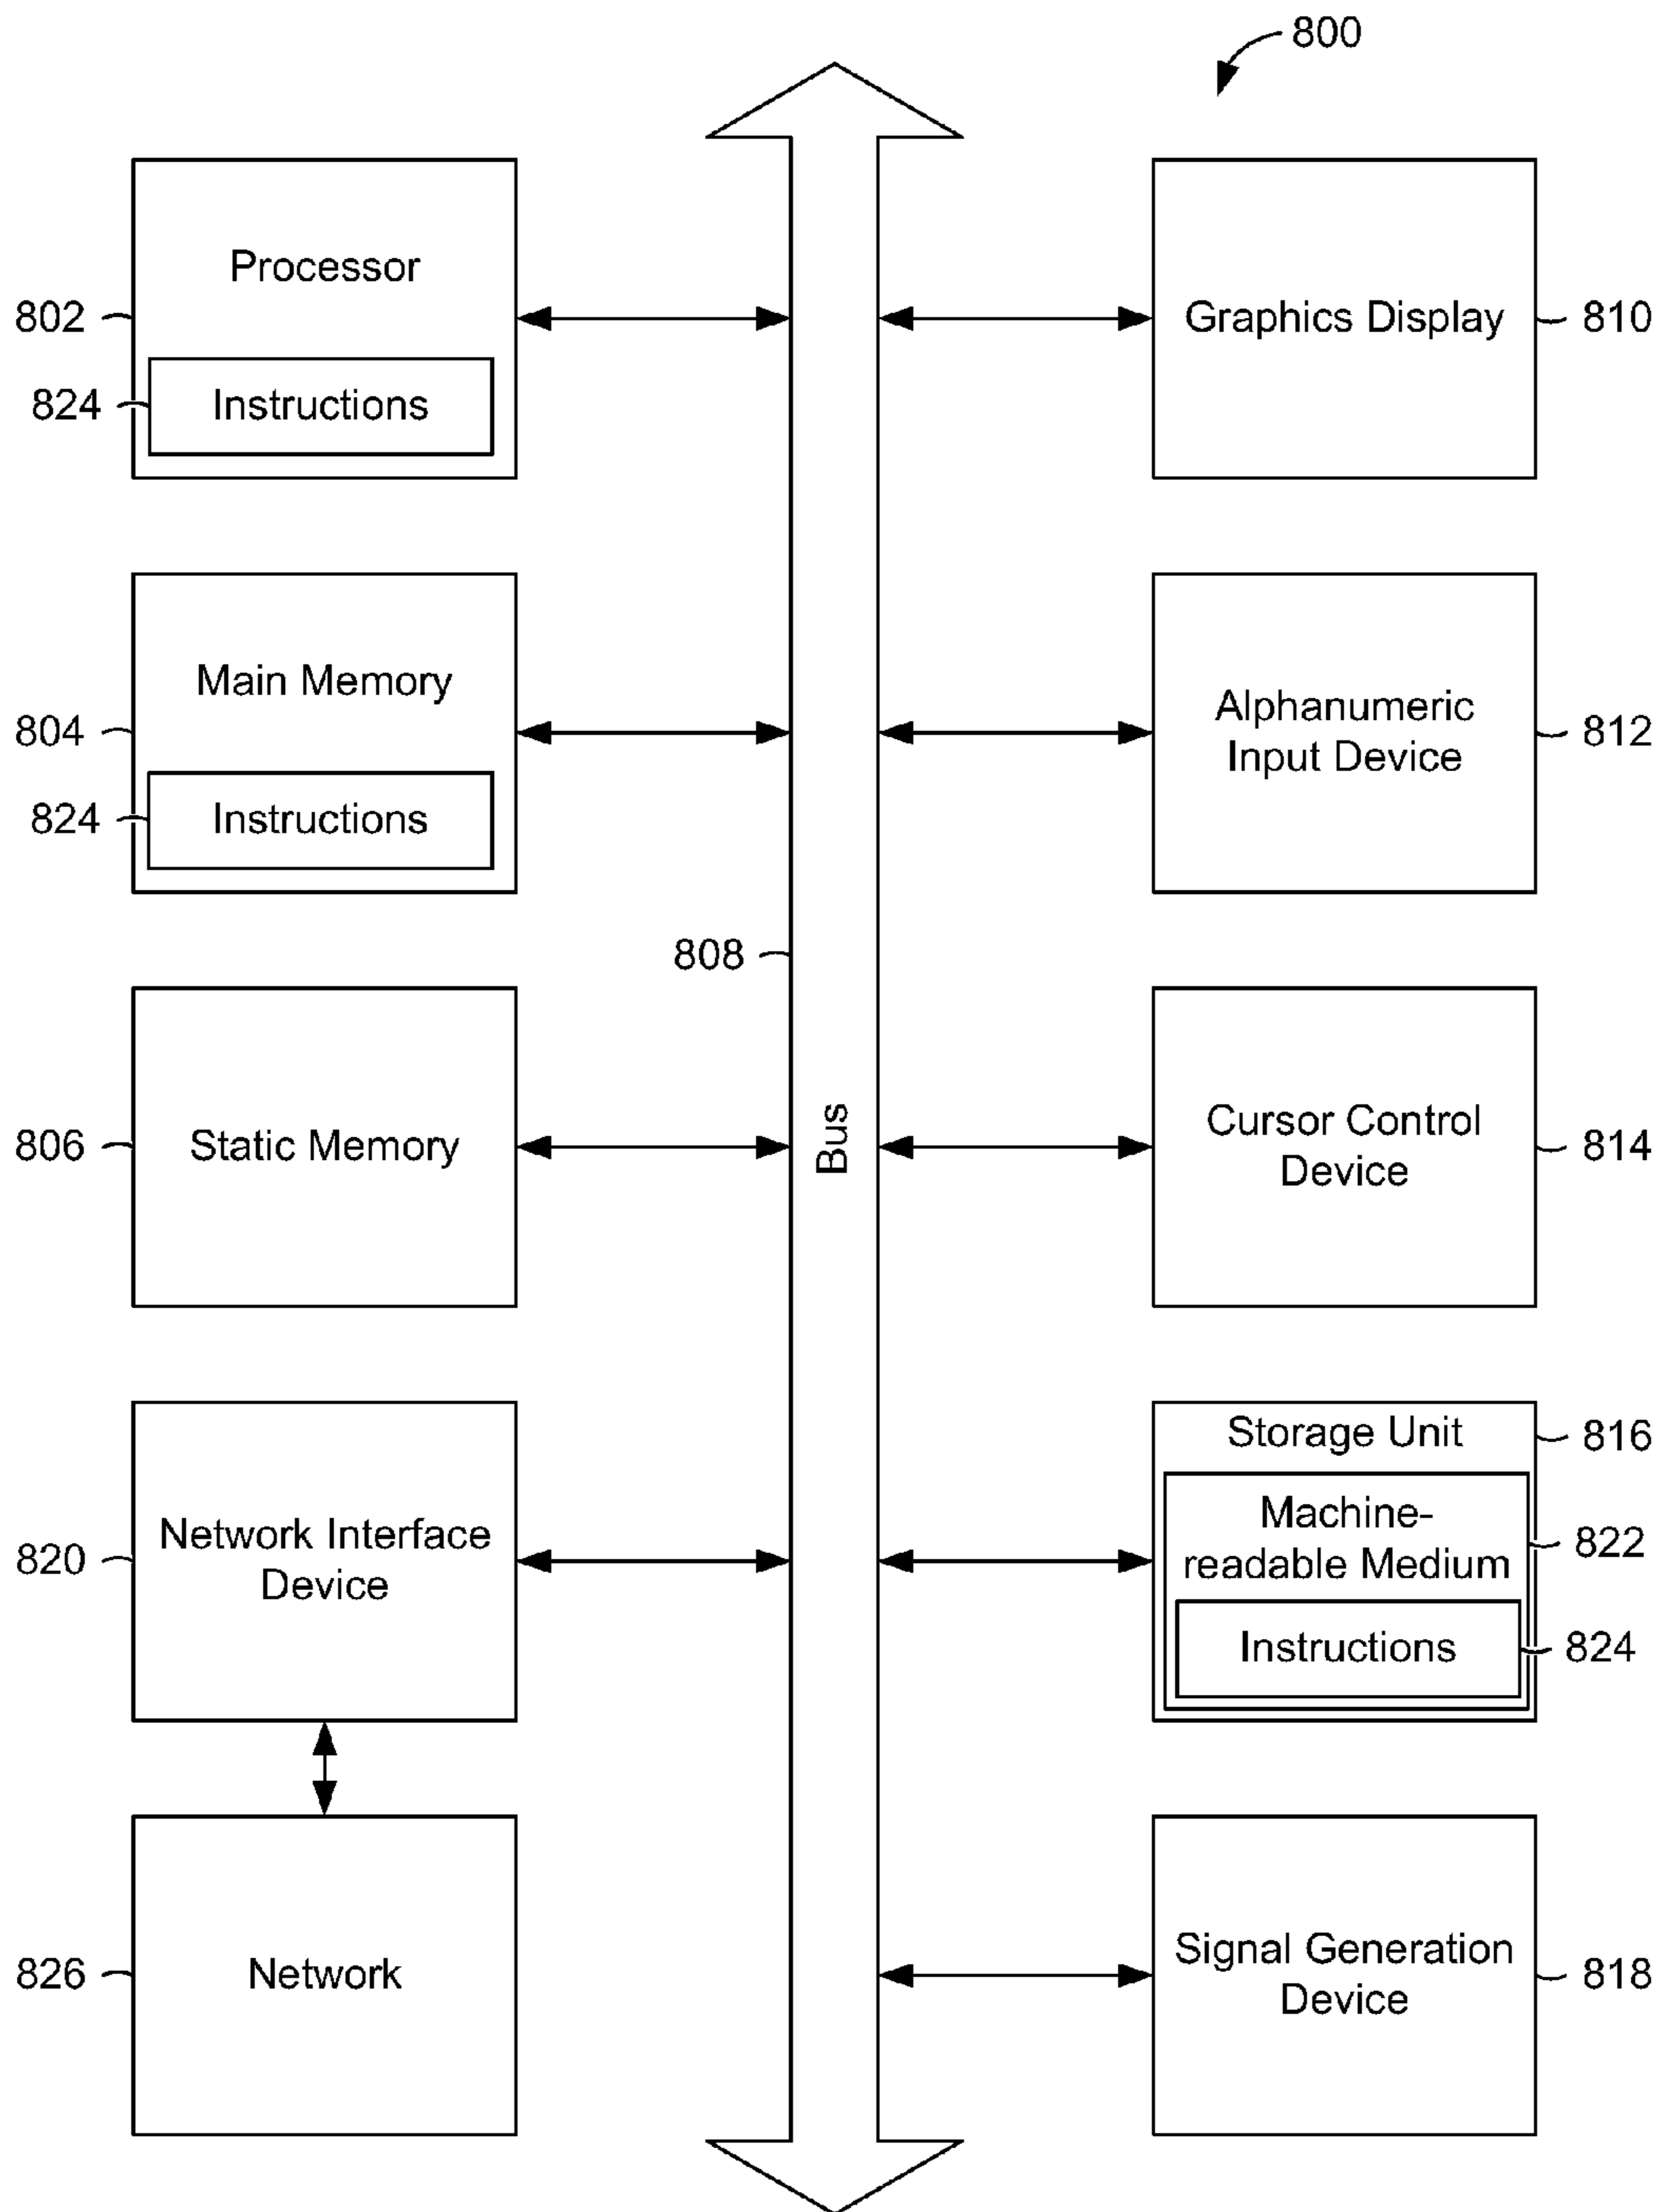 800
Processor
802
824
Instructions
Graphics Display
810
Main Memory
804
824
Instructions
Alphanumeric
Input Device
812
808
Bus
806
Static Memory
Cursor Control
Device
814
820
Network Interface
Device
Storage Unit
816
Machine-
readable Medium
822
Instructions
824
826
Network
Signal Generation
Device
818